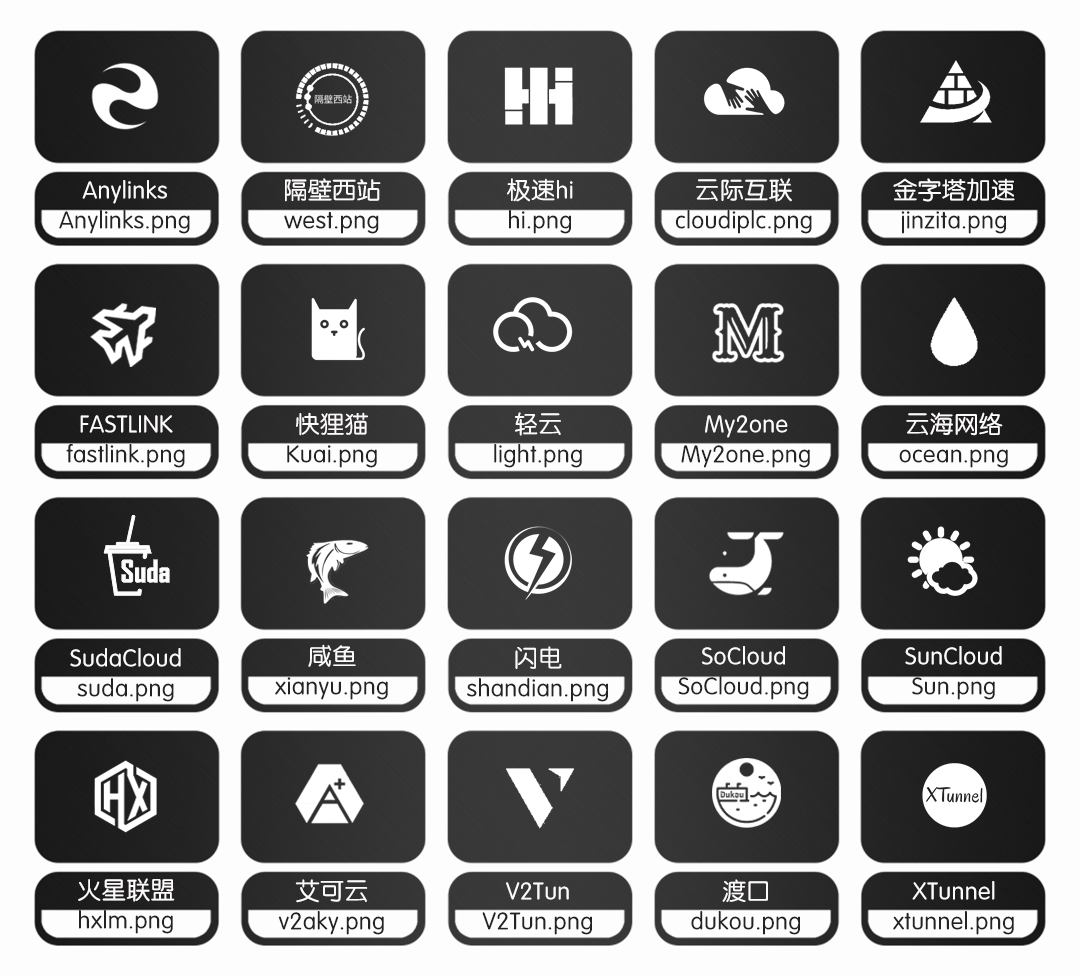 隔壁西站
Hi
Anylinks
隔壁西站
极速hi
云际互联
金字塔加速
Anylinks.png
west.png
hi.png
cloudiplc.png
jinzita.png
M
FASTLINK
快狸猫
轻云
My2one
云海网络
fastlink.png
Kuai.png
light.png
My2one.png
ocean.png
Suda
SudaCloud
咸鱼
闪电
SoCloud
SunCloud
suda.png
xianyu.png
shandian.png
SoCloud.png
Sun.png
HX
A+
V
Dukou
XTunnel
火星联盟
艾可云
V2Tun
渡口
XTunnel
hxlm.png
v2aky.png
V2Tun.png
dukou.png
xtunnel.png